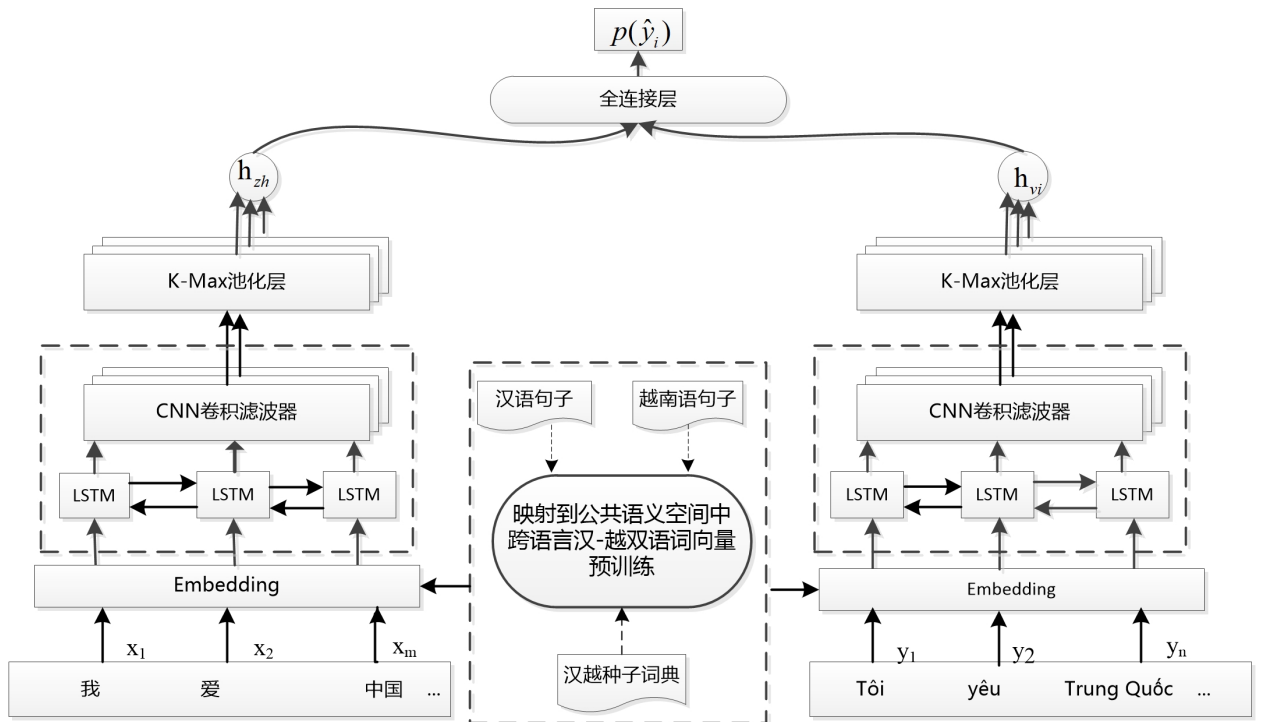 p(ŷᵢ)
全连接层
h_zh
h_vi
K-Max池化层
K-Max池化层
CNN卷积滤波器
LSTM
LSTM
LSTM
汉语句子
越南语句子
映射到公共语义空间中
跨语言汉-越双语词向量
预训练
汉越种子词典
CNN卷积滤波器
LSTM
LSTM
LSTM
Embedding
Embedding
x₁
x₂
xₘ
我 爱 中国 ...
y₁
y₂
yₙ
Tôi yêu Trung Quốc ...